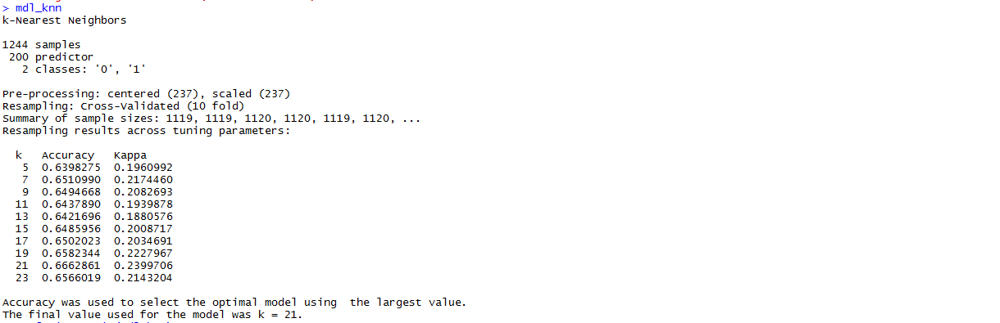 > mdl_knn
k-Nearest Neighbors
1244 samples
200 predictor
2 classes: '0', '1'
Pre-processing: centered (237), scaled (237)
Resampling: Cross-Validated (10 fold)
Summary of sample sizes: 1119, 1119, 1120, 1120, 1119, 1120, ...
Resampling results across tuning parameters:
k Accuracy Kappa
5 0.6398275 0.1960992
7 0.6510990 0.2174460
9 0.6494668 0.2082693
11 0.6437890 0.1939878
13 0.6421696 0.1880576
15 0.6485956 0.2008717
17 0.6502023 0.2034691
19 0.6582344 0.2227967
21 0.6662861 0.2399706
23 0.6566019 0.2143204
Accuracy was used to select the optimal model using  the largest value.
The final value used for the model was k = 21.